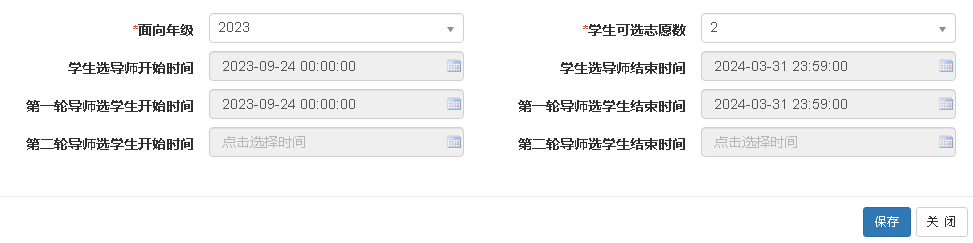 *面向年级 2023 *学生可选志愿数 2
学生选导师开始时间 2023-09-24 00:00:00 学生选导师结束时间 2024-03-31 23:59:00
第一轮导师选学生开始时间 2023-09-24 00:00:00 第一轮导师选学生结束时间 2024-03-31 23:59:00
第二轮导师选学生开始时间 点击选择时间 第二轮导师选学生结束时间 点击选择时间
保存 关 闭